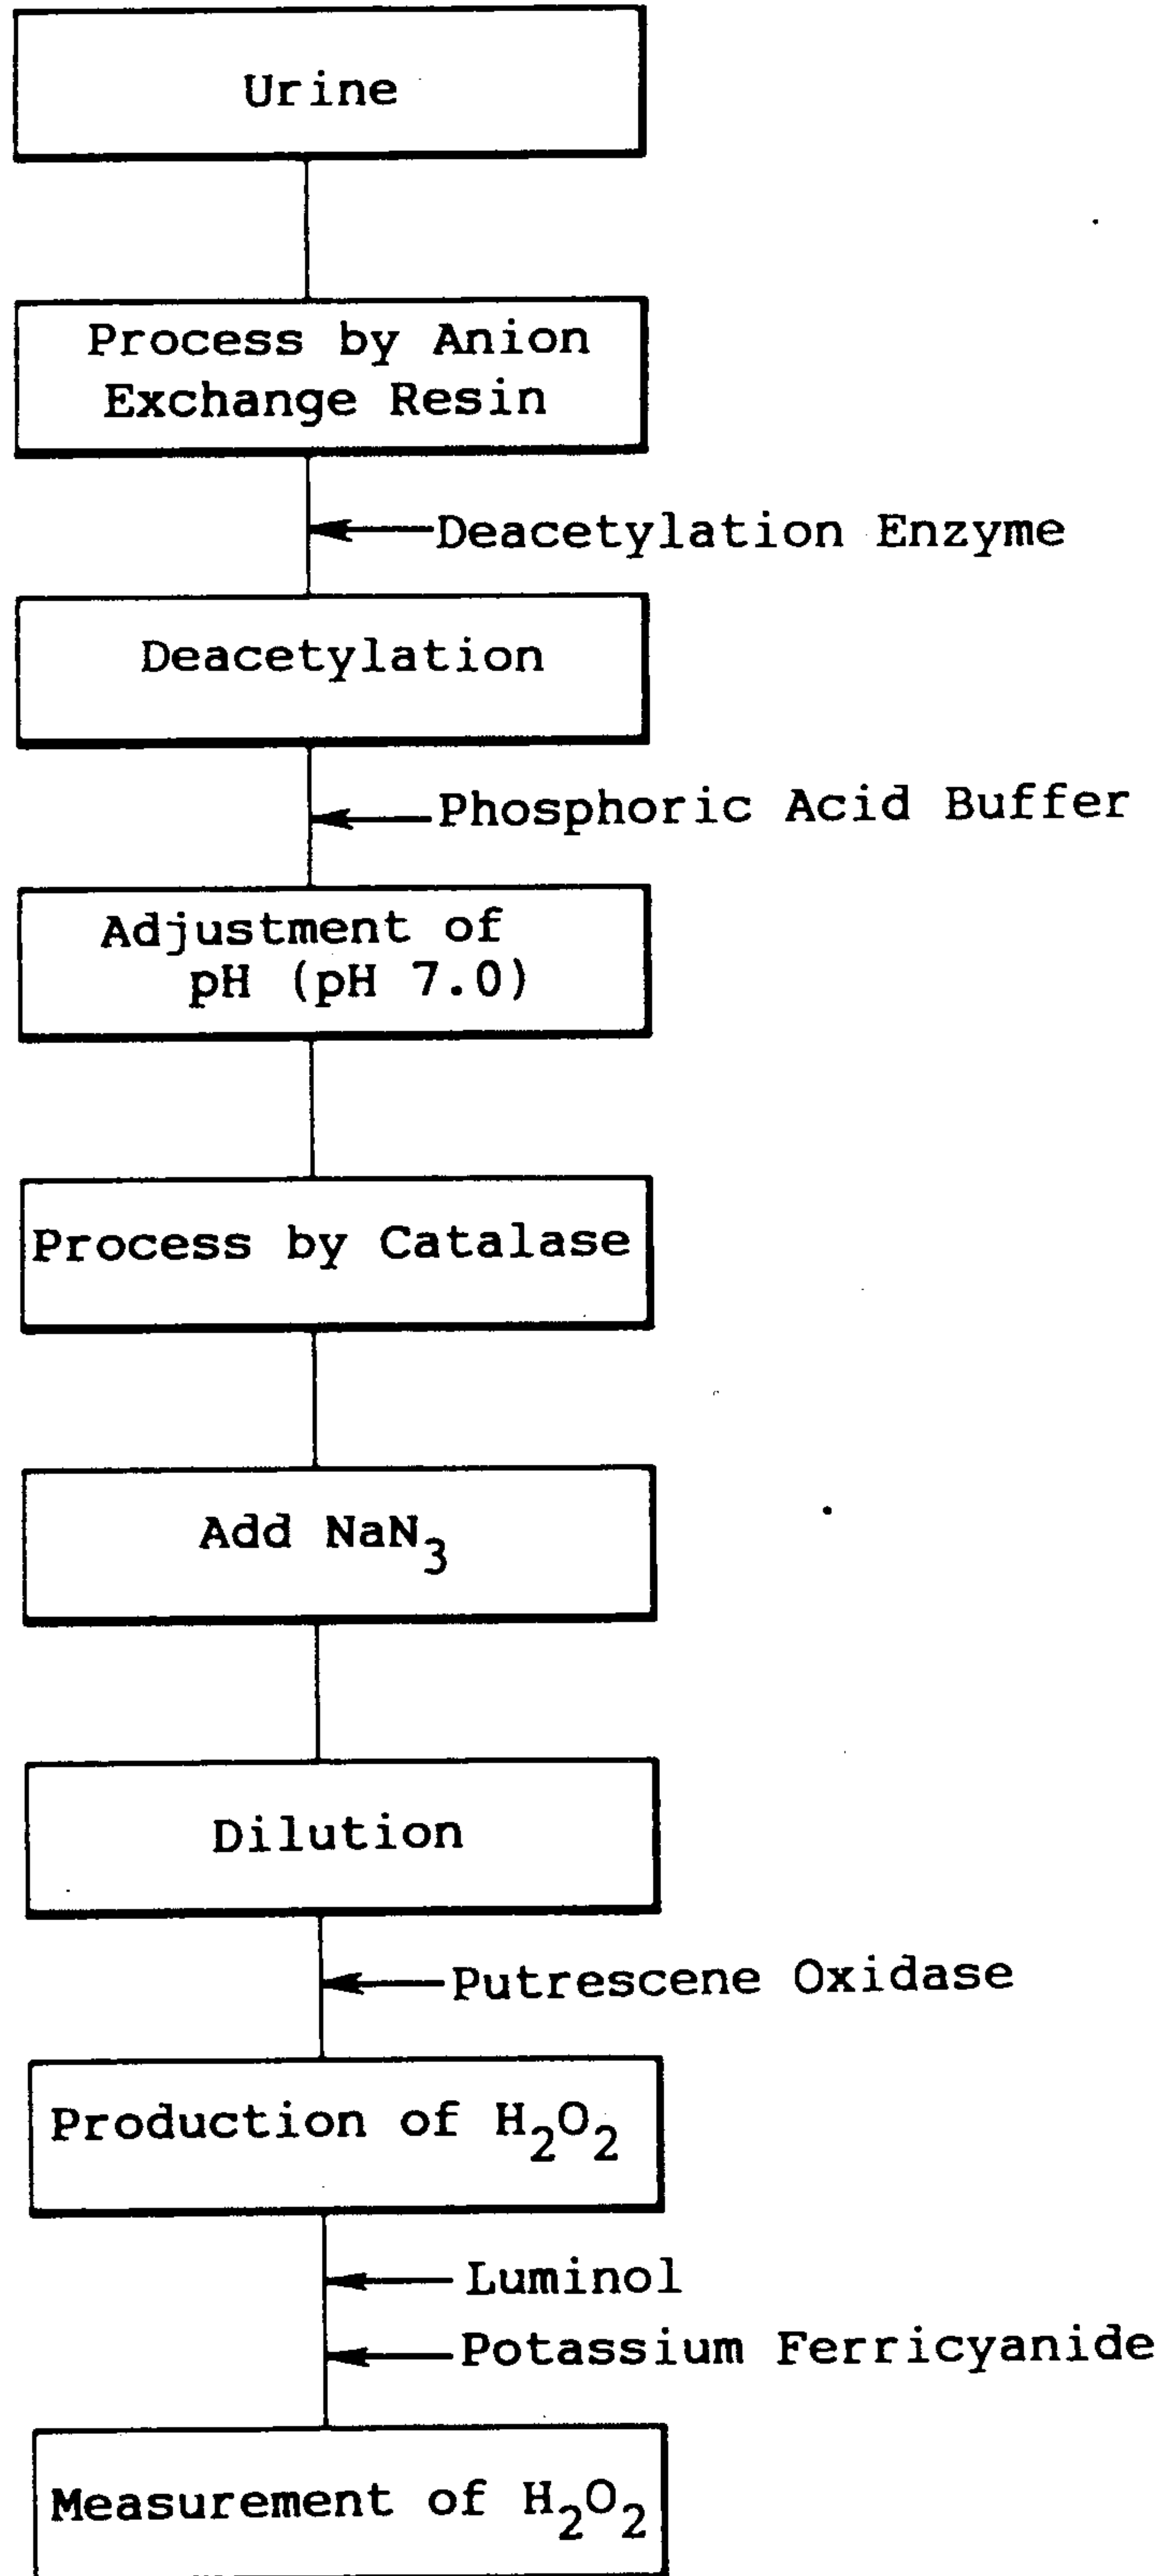 Urine
Process by Anion
Exchange Resin
Deacetylation Enzyme
Deacetylation
Phosphoric Acid Buffer
Adjustment of
pH (pH 7.0)
Process by Catalase
Add NaN3
Dilution
Putrescene Oxidase
Production of H2O2
Luminol
Potassium Ferricyanide
Measurement of H2O2